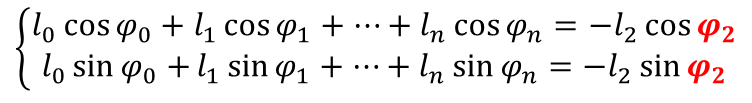 l₀ cos φ₀ + l₁ cos φ₁ + ⋯ + lₙ cos φₙ = −l₂ cos φ₂
l₀ sin φ₀ + l₁ sin φ₁ + ⋯ + lₙ sin φₙ = −l₂ sin φ₂